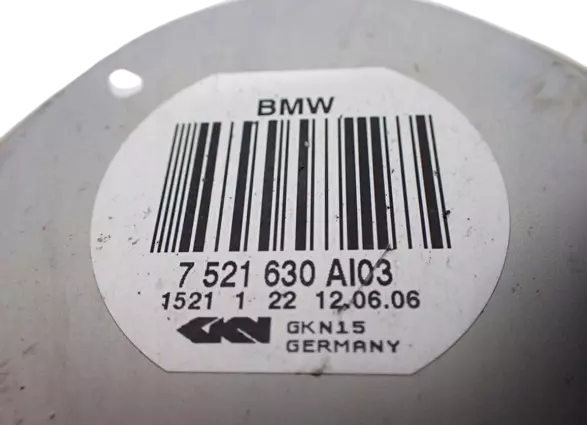 BMW
7 521 630 AI03
1521 1 22 12.06.06
GKN GKN15
GERMANY